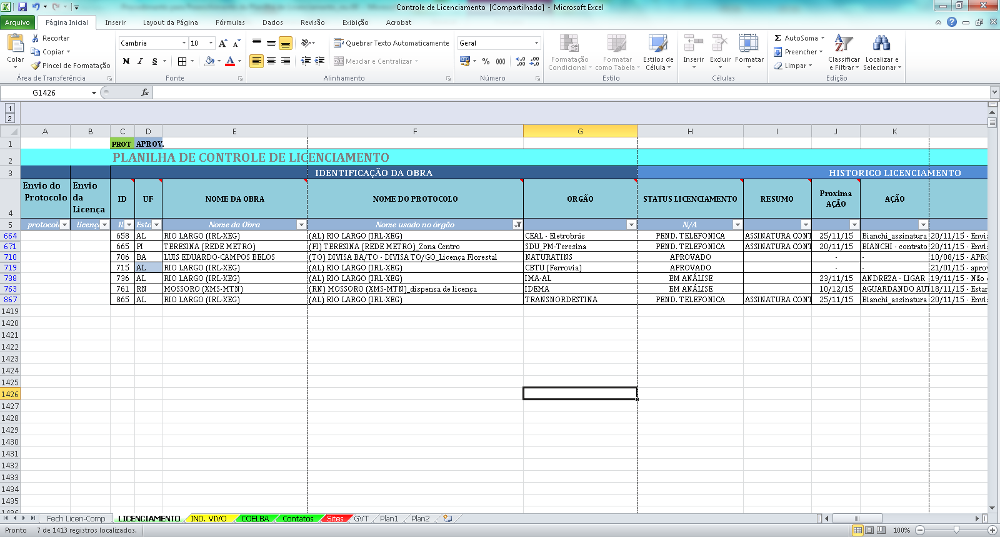 Controle de Licenciamento [Compartilhado] - Microsoft Excel
Arquivo Página Inicial Inserir Layout da Página Fórmulas Dados Revisão Exibição Acrobat
Colar Recortar Copiar Pincel de Formatação
Cambria 10 A A
N I S
Quebrar Texto Automaticamente
Mesclar e Centralizar
Geral
% 000
Formatação Condicional Formatar como Tabela Estilos de Célula
Inserir Excluir Formatar
Σ AutoSoma Preencher Limpar
Classificar e Filtrar Localizar e Selecionar
Área de Transferência Fonte Alinhamento Número Estilo Células Edição
G1426 fx
1
2
A B C D E F G H I J K
1 PROT APROV.
2 PLANILHA DE CONTROLE DE LICENCIAMENTO
3 IDENTIFICAÇÃO DA OBRA HISTORICO LICENCIAMENTO
4 Envio do Protocolo Envio da Licença ID UF NOME DA OBRA NOME DO PROTOCOLO ORGÃO STATUS LICENCIAMENTO RESUMO Proxima AÇÃO AÇÃO
5 protocol licença Esta Nome da Obra Nome usado no órgão N/A
664 658 AL RIO LARGO (IRL-XEG) (AL) RIO LARGO (IRL-XEG) CEAL - Eletrobrás PEND. TELEFONICA ASSINATURA CONT 25/11/15 Bianchi_assinatura 20/11/15 - Envi
671 665 PI TERESINA (REDE METRO) (PI) TERESINA (REDE METRO)_Zona Centro SDU_PM-Teresina PEND. TELEFONICA ASSINATURA CONT 20/11/15 BIANCHI - contrato 20/11/15 - Envi
710 706 BA LUIS EDUARDO-CAMPOS BELOS (TO) DIVISA BA/TO - DIVISA TO/GO_Licença Florestal NATURATINS APROVADO - - 10/08/15 - APRO
719 715 AL RIO LARGO (IRL-XEG) (AL) RIO LARGO (IRL-XEG) CBTU (Ferrovia) APROVADO - - 21/01/15 - aprov
738 736 AL RIO LARGO (IRL-XEG) (AL) RIO LARGO (IRL-XEG) IMA-AL EM ANÁLISE 23/11/15 ANDREZA - LIGAR 19/11/15 - Não
763 761 RN MOSSORO (XMS-MTN) (RN) MOSSORO (XMS-MTN)_dispensa de licença IDEMA EM ANÁLISE 10/12/15 AGUARDANDO AUT 18/11/15 - Estar
867 865 AL RIO LARGO (IRL-XEG) (AL) RIO LARGO (IRL-XEG) TRANSNORDESTINA PEND. TELEFONICA ASSINATURA CONT 25/11/15 Bianchi_assinatura 20/11/15 - Envi
1419
1420
1421
1422
1423
1424
1425
1426
1427
1428
1429
1430
1431
1432
1433
1434
1435
1436
Fech Licen-Comp LICENCIAMENTO IND. VIVO COELBA Contatos Sites GVT Plan1 Plan2
Pronto 7 de 1413 registros localizados. 100%